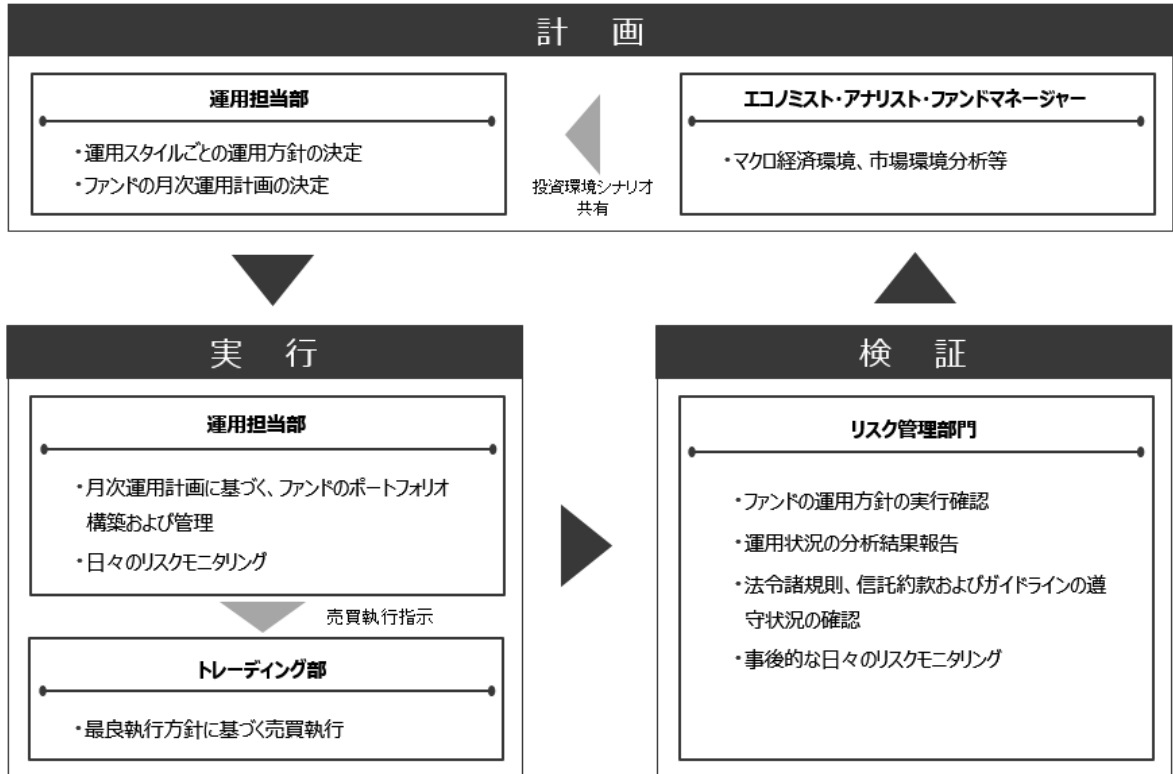 計 画
運用担当部
・運用スタイルごとの運用方針の決定
・ファンドの月次運用計画の決定
投資環境シナリオ
共有
エコノミスト・アナリスト・ファンドマネージャー
・マクロ経済環境、市場環境分析等
実 行
運用担当部
・月次運用計画に基づく、ファンドのポートフォリオ
構築および管理
・日々のリスクモニタリング
売買執行指示
トレーディング部
・最良執行方針に基づく売買執行
検 証
リスク管理部門
・ファンドの運用方針の実行確認
・運用状況の分析結果報告
・法令諸規則、信託約款およびガイドラインの遵
守状況の確認
・事後的な日々のリスクモニタリング